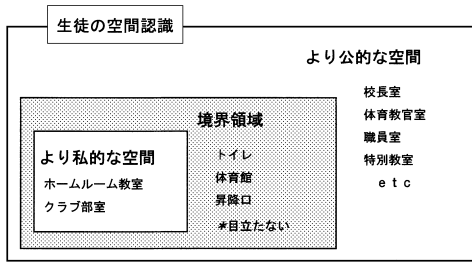 生徒の空間認識
より公的な空間
校長室
体育教官室
職員室
特別教室
etc
境界領域
トイレ
体育館
昇降口
*目立たない
より私的な空間
ホームルーム教室
クラブ部室